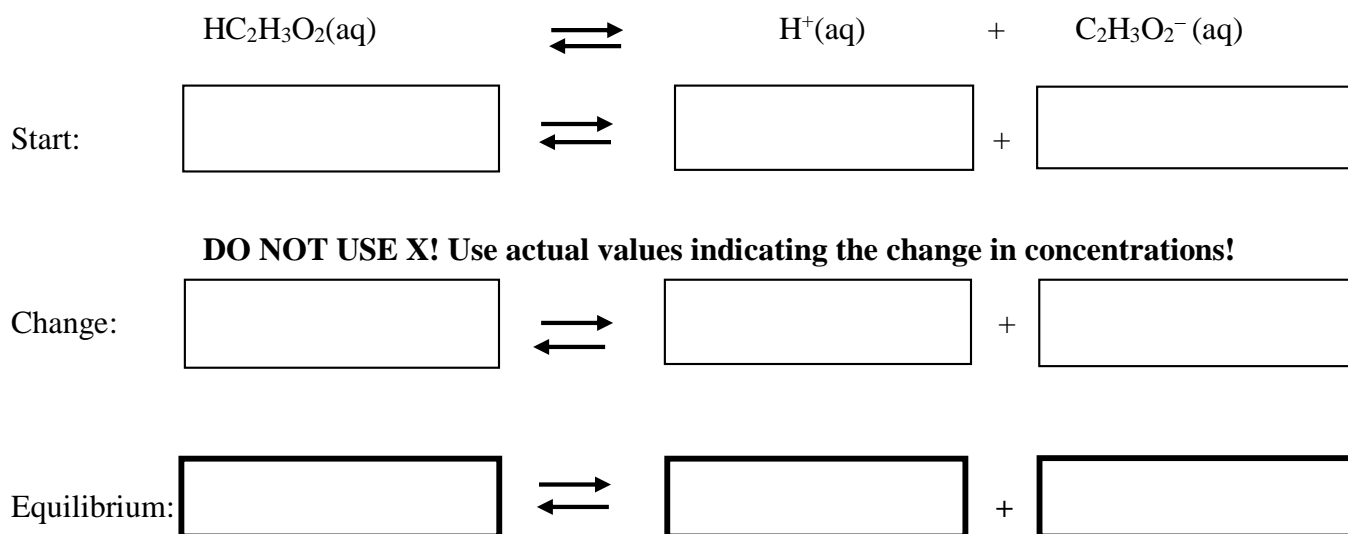 HC₂H₃O₂(aq) ⇌ H⁺(aq) + C₂H₃O₂⁻ (aq)
Start: ⇌ +
DO NOT USE X! Use actual values indicating the change in concentrations!
Change: ⇌ +
Equilibrium: ⇌ +